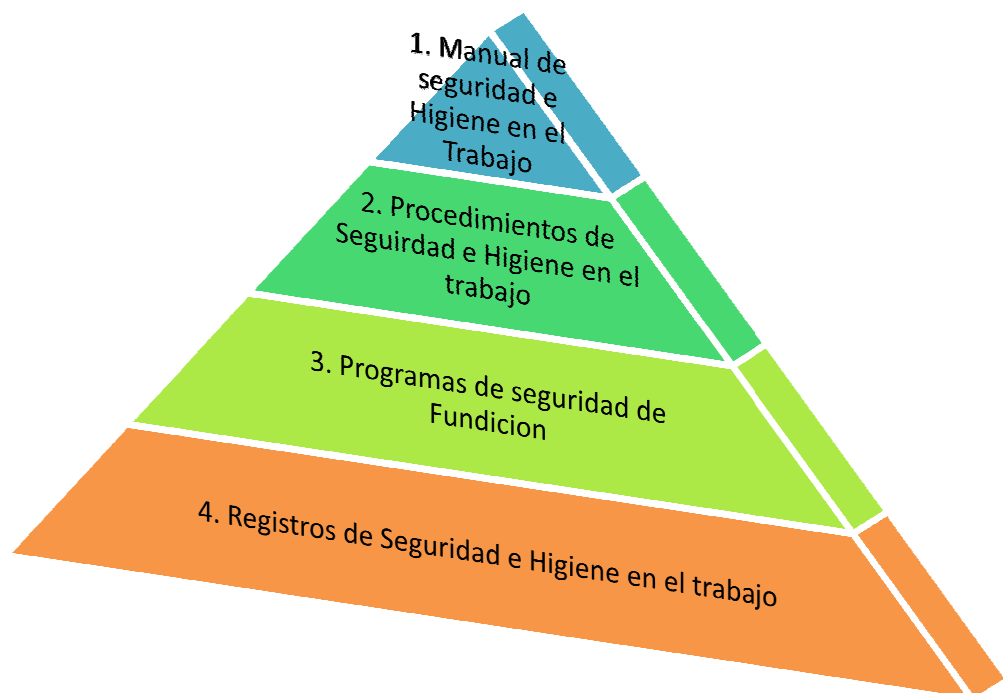 1. Manual de
seguridad e
Higiene en el
Trabajo
2. Procedimientos de
Seguirdad e Higiene en el
trabajo
3. Programas de seguridad de
Fundicion
4. Registros de Seguridad e Higiene en el trabajo